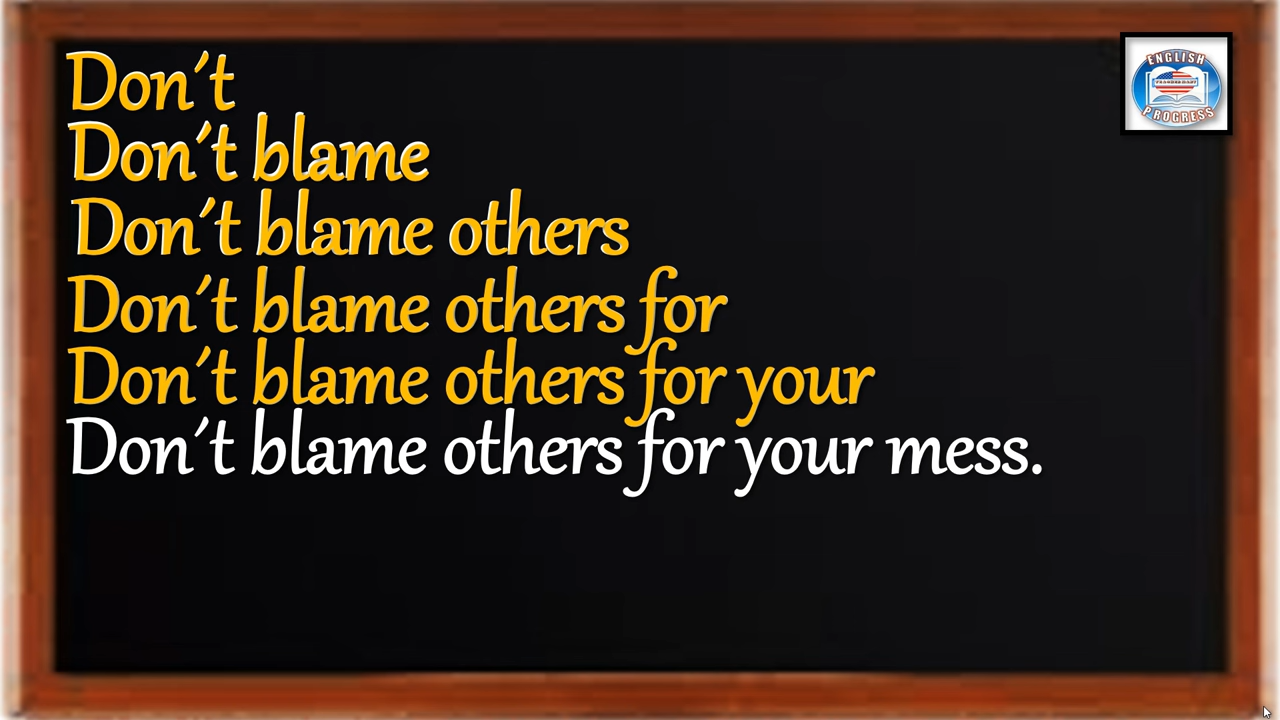 Don´t
Don´t blame
Don´t blame others
Don´t blame others for
Don´t blame others for your
Don´t blame others for your mess.
ENGLISH
PROGRESS